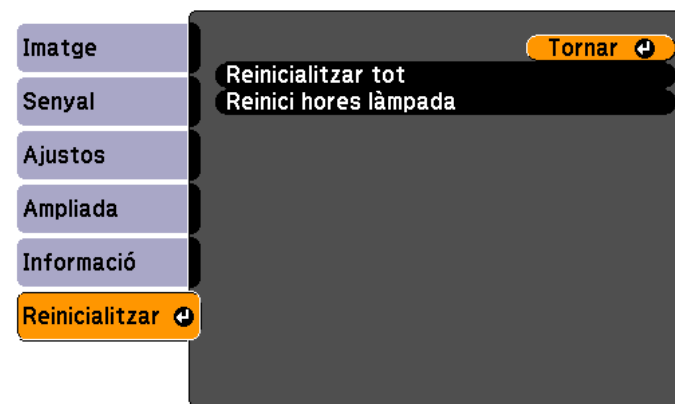 Imatge
Senyal
Ajustos
Ampliada
Informació
Reinicialitzar
Tornar
Reinicialitzar tot
Reinici hores làmpada